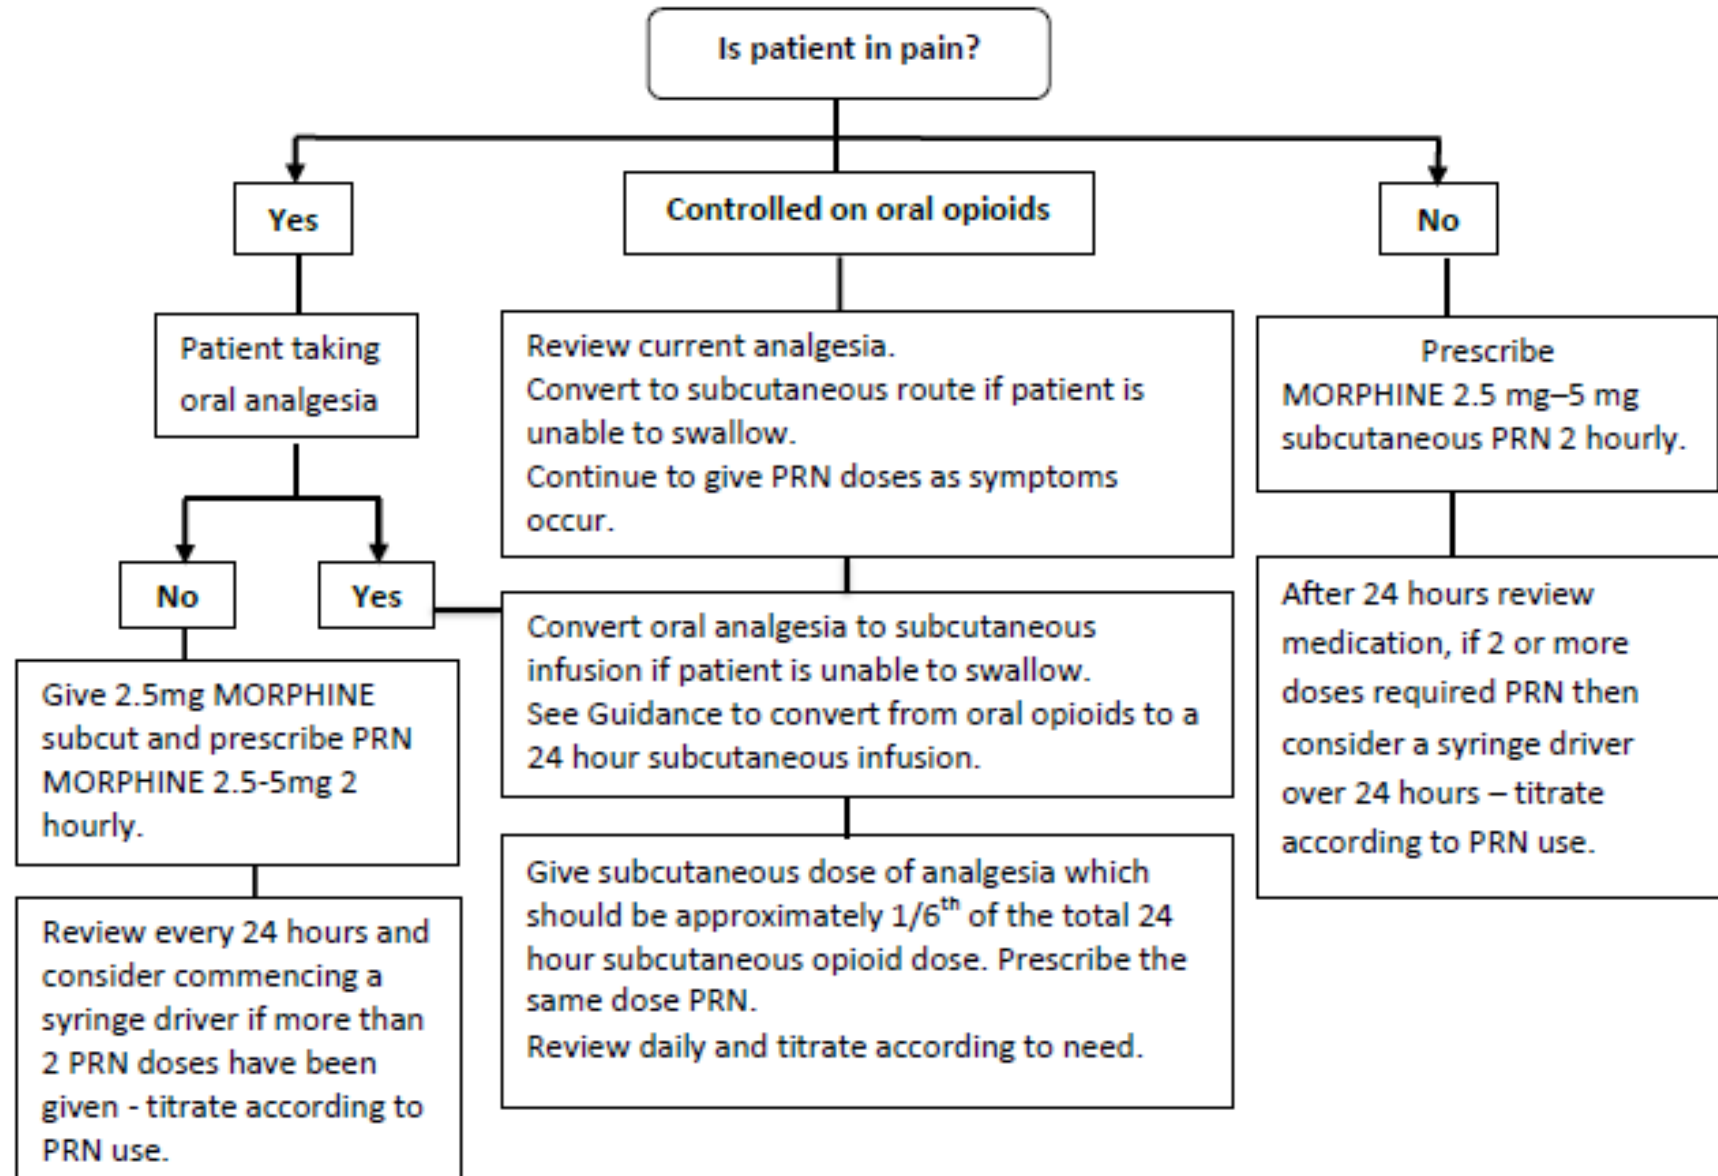 Is patient in pain?
Yes
Controlled on oral opioids
No
Patient taking
oral analgesia
No
Yes
Give 2.5mg MORPHINE
subcut and prescribe PRN
MORPHINE 2.5-5mg 2
hourly.
Review every 24 hours and
consider commencing a
syringe driver if more than
2 PRN doses have been
given - titrate according to
PRN use.
Review current analgesia.
Convert to subcutaneous route if patient is
unable to swallow.
Continue to give PRN doses as symptoms
occur.
Convert oral analgesia to subcutaneous
infusion if patient is unable to swallow.
See Guidance to convert from oral opioids to a
24 hour subcutaneous infusion.
Give subcutaneous dose of analgesia which
should be approximately 1/6th of the total 24
hour subcutaneous opioid dose. Prescribe the
same dose PRN.
Review daily and titrate according to need.
Prescribe
MORPHINE 2.5 mg–5 mg
subcutaneous PRN 2 hourly.
After 24 hours review
medication, if 2 or more
doses required PRN then
consider a syringe driver
over 24 hours – titrate
according to PRN use.